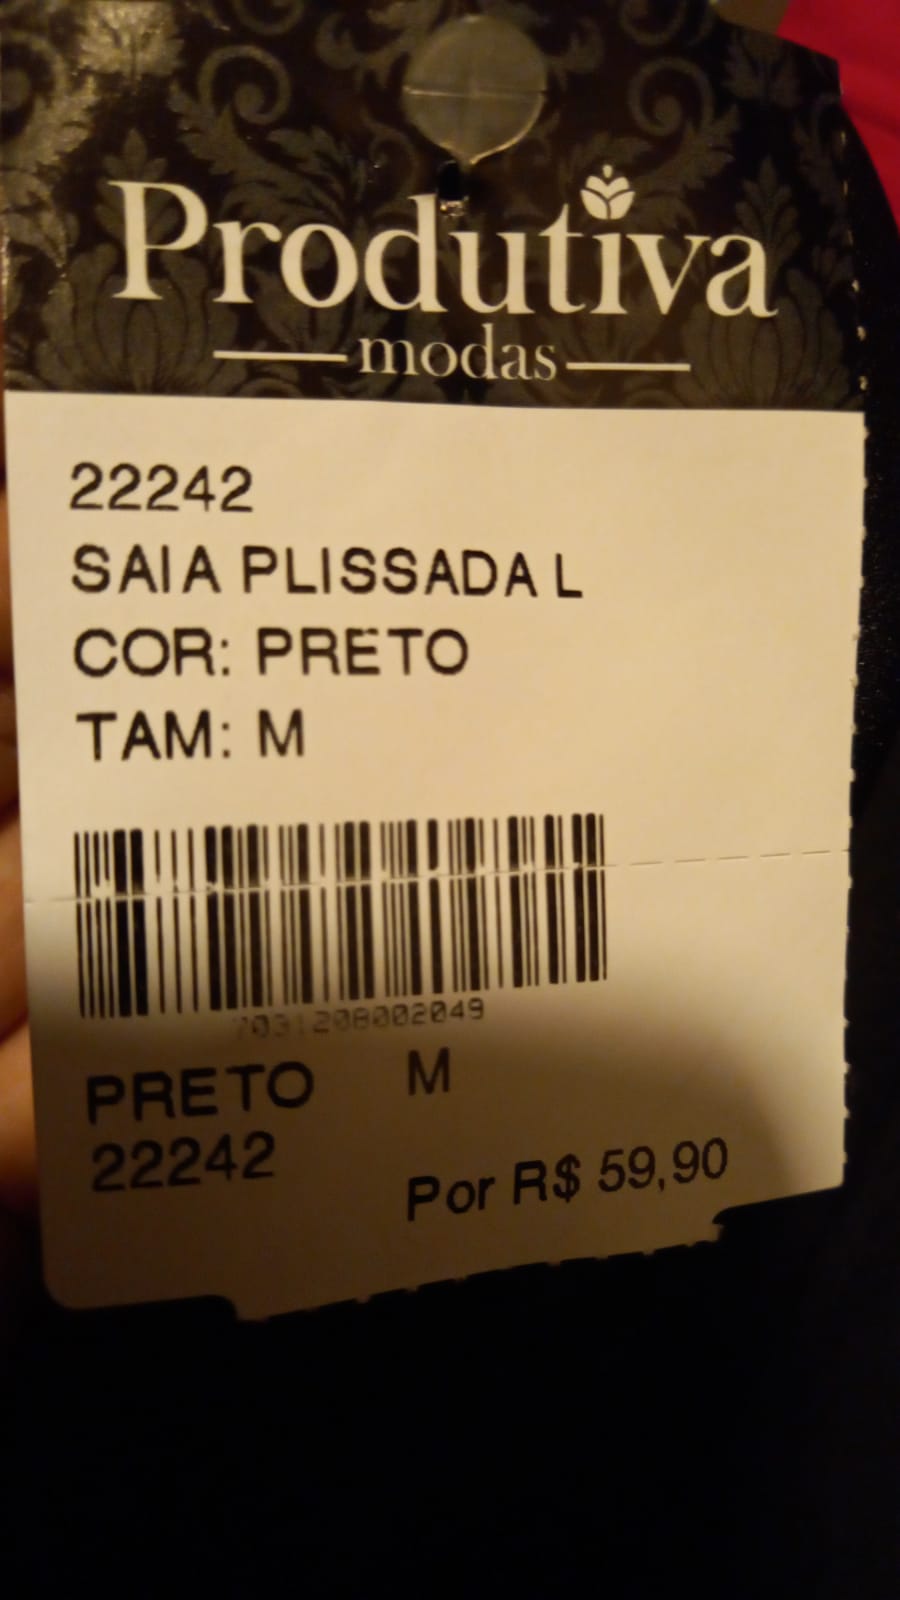 Produtiva
modas
22242
SAIA PLISSADA L
COR: PRETO
TAM: M
7031208002049
PRETO M
22242
Por R$ 59,90